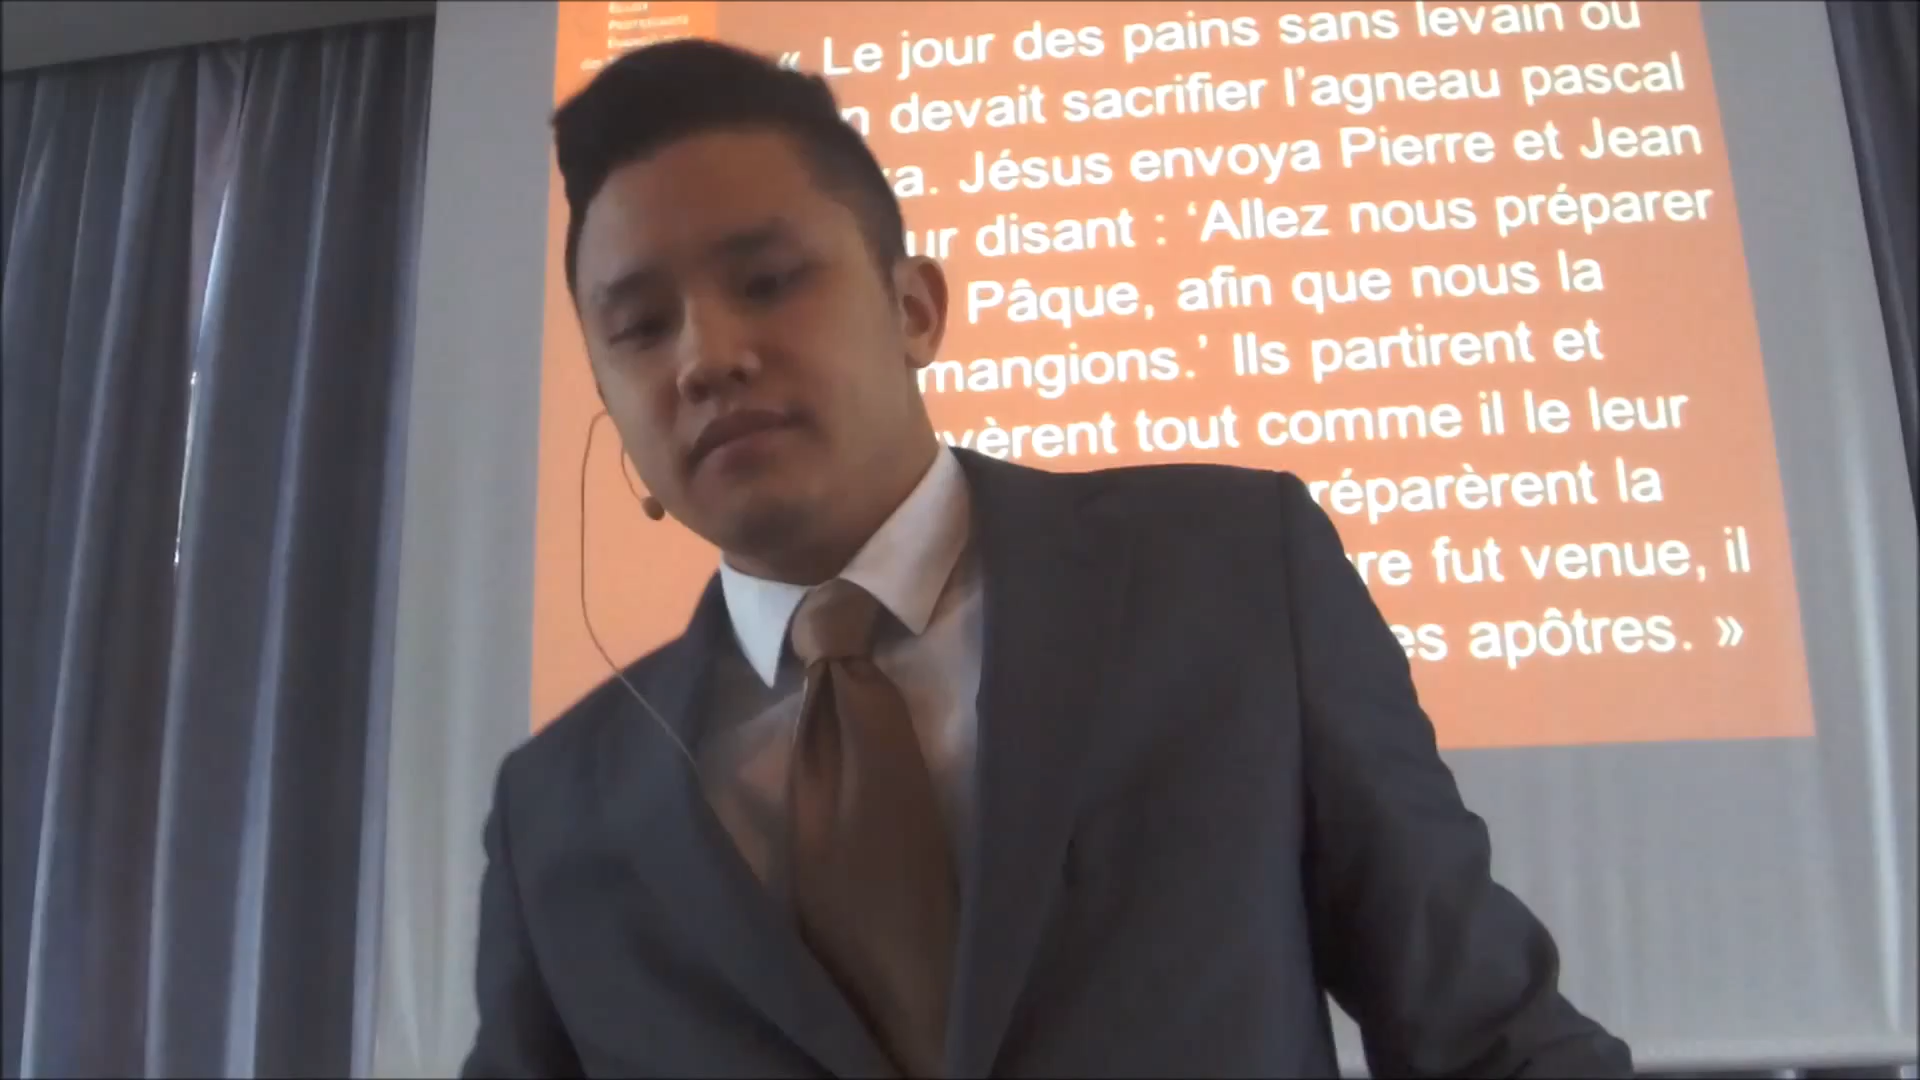 « Le jour des pains sans levain où
devait sacrifier l'agneau pascal
Jésus envoya Pierre et Jean
disant : 'Allez nous préparer
Pâque, afin que nous la
mangions.' Ils partirent et
tout comme il le leur
la
fut venue, il
apôtres. »